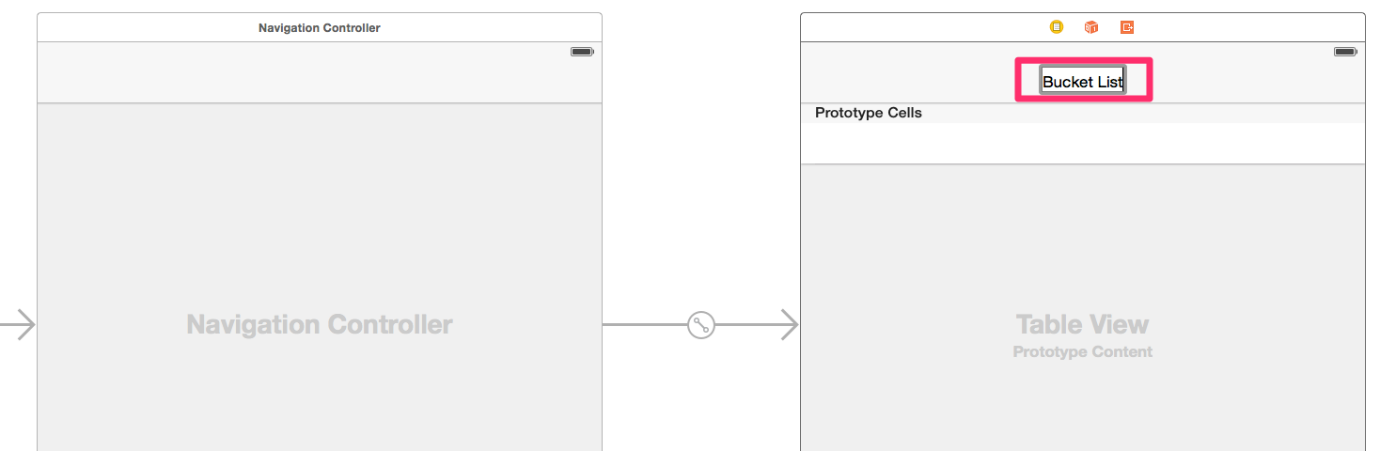 Navigation Controller
Bucket List
Prototype Cells
Navigation Controller
Table View
Prototype Content